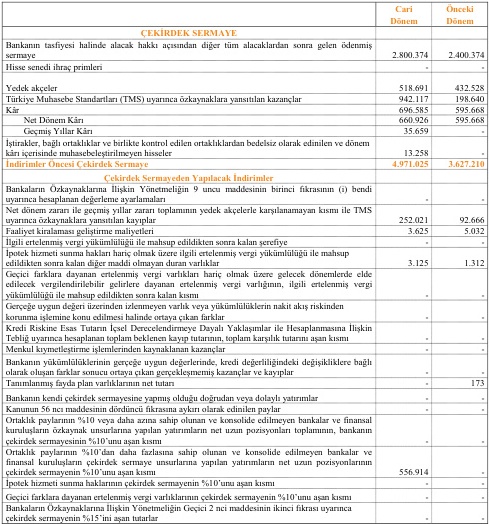 Cari Önceki
Dönem Dönem
ÇEKİRDEK SERMAYE
Bankanın tasfiyesi halinde alacak hakkı açısından diğer tüm alacaklardan sonra gelen ödenmiş
sermaye 2.800.374 2.400.374
Hisse senedi ihraç primleri - -
Yedek akçeler 518.691 432.528
Türkiye Muhasebe Standartları (TMS) uyarınca özkaynaklara yansıtılan kazançlar 942.117 198.640
Kâr 696.585 595.668
Net Dönem Kârı 660.926 595.668
Geçmiş Yıllar Kârı 35.659 -
İştirakler, bağlı ortaklıklar ve birlikte kontrol edilen ortaklıklardan bedelsiz olarak edinilen ve dönem
kârı içerisinde muhasebeleştirilmeyen hisseler 13.258 -
İndirimler Öncesi Çekirdek Sermaye 4.971.025 3.627.210
Çekirdek Sermayeden Yapılacak İndirimler
Bankaların Özkaynaklarına İlişkin Yönetmeliğin 9 uncu maddesinin birinci fıkrasının (i) bendi
uyarınca hesaplanan değerleme ayarlamaları - -
Net dönem zararı ile geçmiş yıllar zararı toplamının yedek akçelerle karşılanamayan kısmı ile TMS
uyarınca özkaynaklara yansıtılan kayıplar 252.021 92.666
Faaliyet kiralaması geliştirme maliyetleri 3.625 5.032
İlgili ertelenmiş vergi yükümlülüğü ile mahsup edildikten sonra kalan şerefiye - -
İpotek hizmeti sunma hakları hariç olmak üzere ilgili ertelenmiş vergi yükümlülüğü ile mahsup
edildikten sonra kalan diğer maddi olmayan duran varlıklar 3.125 1.312
Geçici farklara dayanan ertelenmiş vergi varlıkları hariç olmak üzere gelecek dönemlerde elde
edilecek vergilendirilebilir gelirlere dayanan ertelenmiş vergi varlığının, ilgili ertelenmiş vergi
yükümlülüğü ile mahsup edildikten sonra kalan kısmı - -
Gerçeğe uygun değeri üzerinden izlenmeyen varlık veya yükümlülüklerin nakit akış riskinden
korunma işlemine konu edilmesi halinde ortaya çıkan farklar - -
Kredi Riskine Esas Tutarın İçsel Derecelendirmeye Dayalı Yaklaşımlar ile Hesaplanmasına İlişkin
Tebliğ uyarınca hesaplanan toplam beklenen kayıp tutarının, toplam karşılık tutarını aşan kısmı - -
Menkul kıymetleştirme işlemlerinden kaynaklanan kazançlar - -
Bankanın yükümlülüklerinin gerçeğe uygun değerlerinde, kredi değerliliğindeki değişikliklere bağlı
olarak oluşan farklar sonucu ortaya çıkan gerçekleşmemiş kazançlar ve kayıplar - -
Tanımlanmış fayda plan varlıklarının net tutarı - 173
Bankanın kendi çekirdek sermayesine yapmış olduğu doğrudan veya dolaylı yatırımlar - -
Kanunun 56 ncı maddesinin dördüncü fıkrasına aykırı olarak edinilen paylar - -
Ortaklık paylarının %10 veya daha azına sahip olunan ve konsolide edilmeyen bankalar ve finansal
kuruluşların özkaynak unsurlarına yapılan yatırımların net uzun pozisyonları toplamının, bankanın
çekirdek sermayesinin %10'unu aşan kısmı - -
Ortaklık paylarının %10'dan daha fazlasına sahip olunan ve konsolide edilmeyen bankalar ve
finansal kuruluşların çekirdek sermaye unsurlarına yapılan yatırımların net uzun pozisyonlarının
çekirdek sermayenin %10'unu aşan kısmı 556.914 -
İpotek hizmeti sunma haklarının çekirdek sermayenin %10'unu aşan kısmı - -
Geçici farklara dayanan ertelenmiş vergi varlıklarının çekirdek sermayenin %10'unu aşan kısmı - -
Bankaların Özkaynaklarına İlişkin Yönetmeliğin Geçici 2 nci maddesinin ikinci fıkrası uyarınca
çekirdek sermayenin %15'ini aşan tutarlar - -